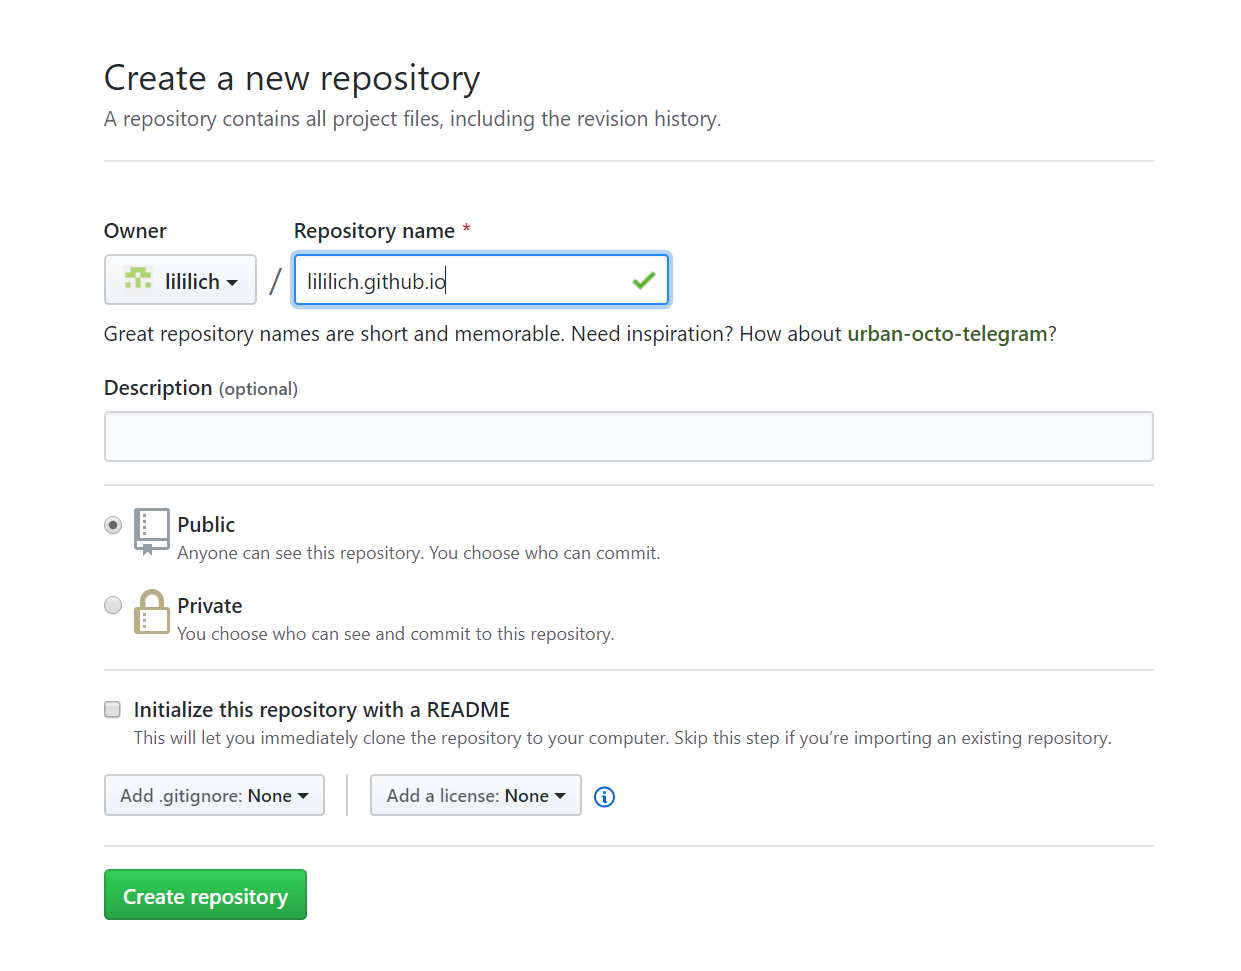 Create a new repository
A repository contains all project files, including the revision history.
Owner
Repository name *
lililich
/
lililich.github.io
Great repository names are short and memorable. Need inspiration? How about urban-octo-telegram?
Description (optional)
Public
Anyone can see this repository. You choose who can commit.
Private
You choose who can see and commit to this repository.
Initialize this repository with a README
This will let you immediately clone the repository to your computer. Skip this step if you’re importing an existing repository.
Add .gitignore: None
Add a license: None
Create repository